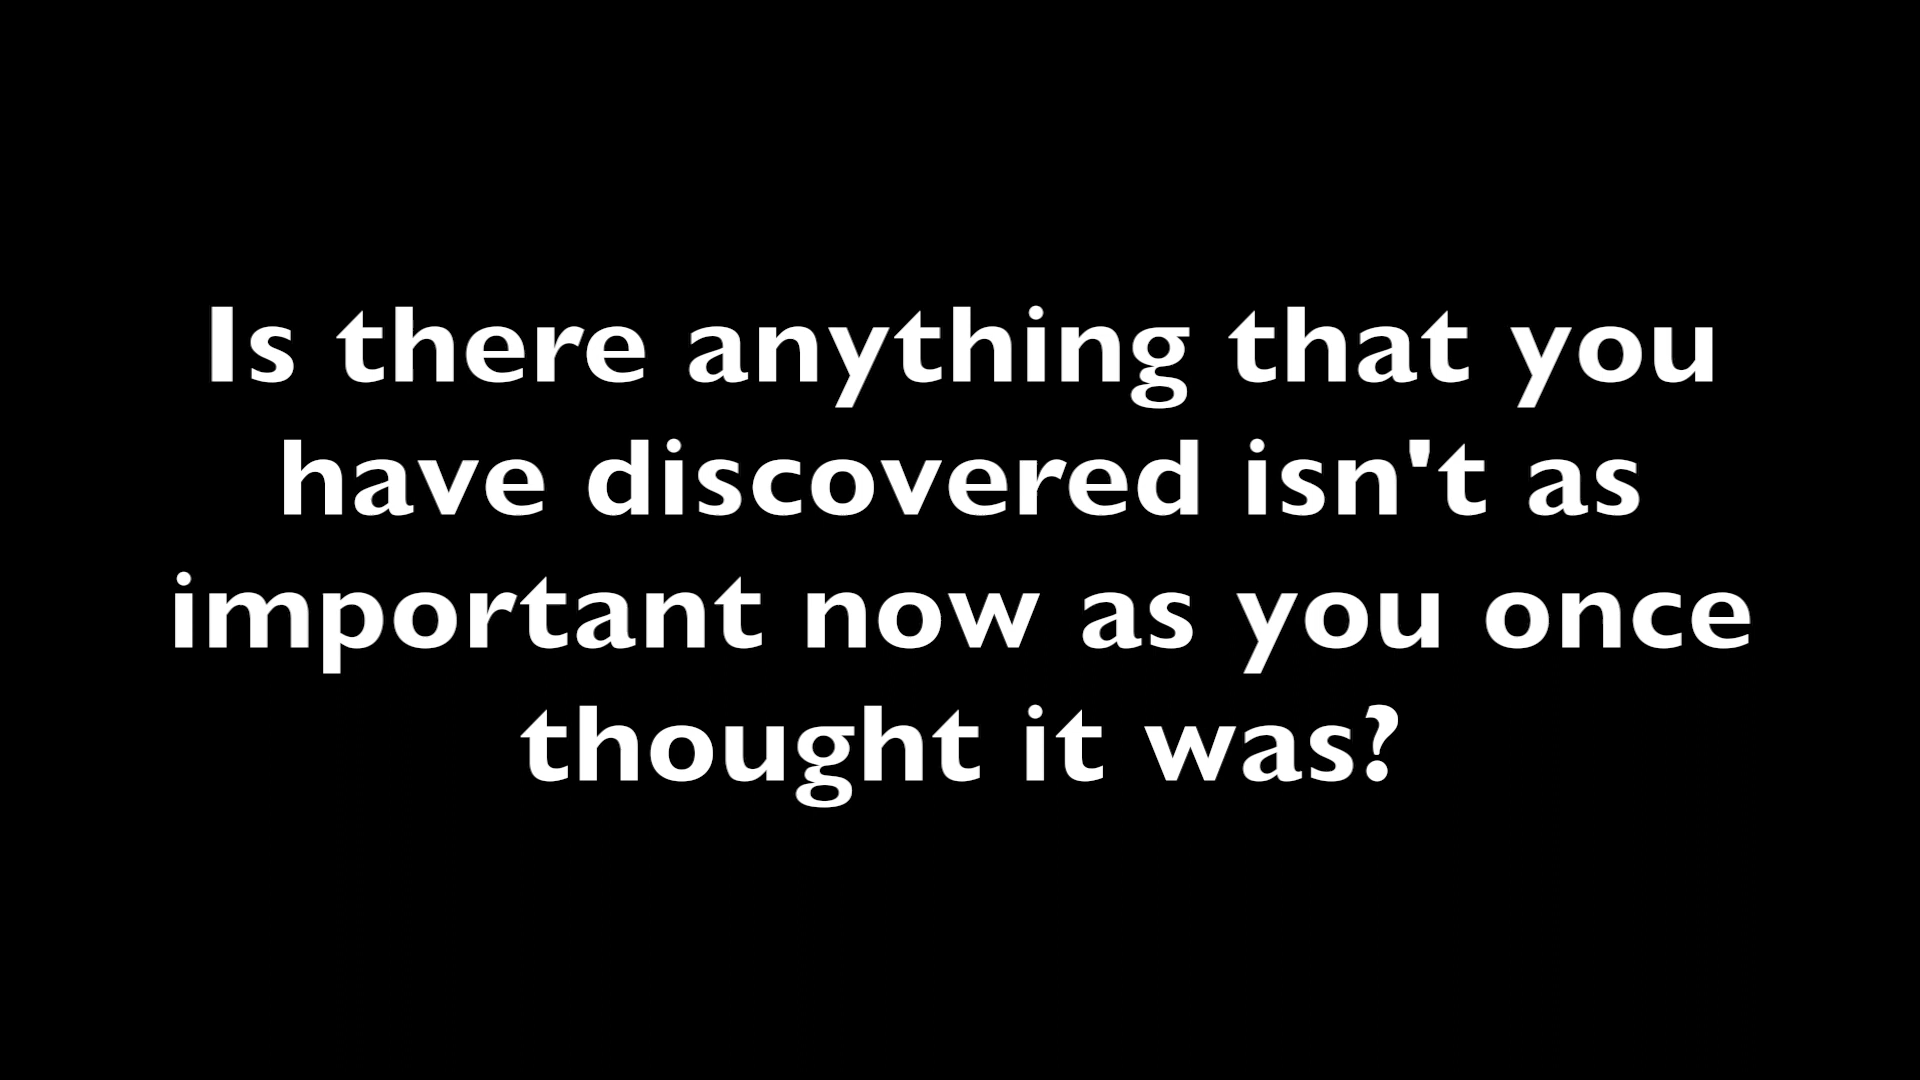 Is there anything that you
have discovered isn't as
important now as you once
thought it was?